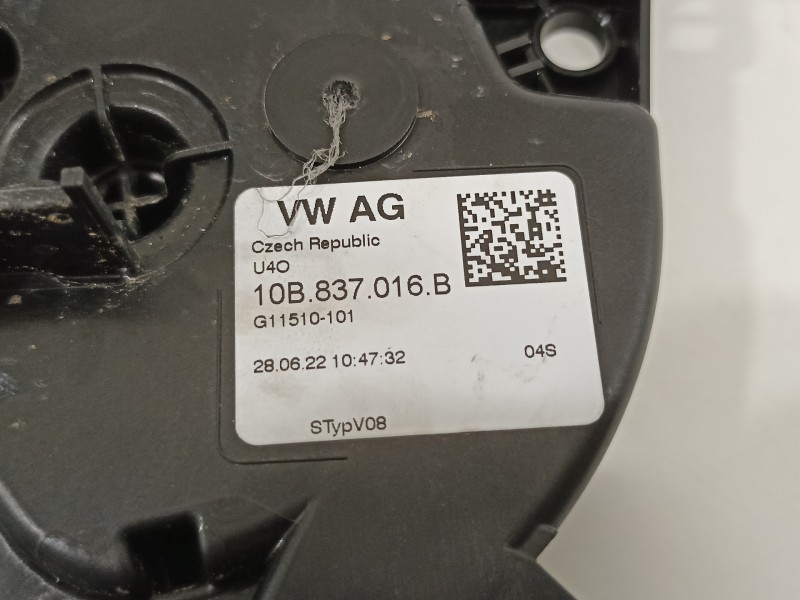 VW AG
Czech Republic
U4O
10B.837.016.B
G11510-101
28.06.22 10:47:32 04S
STypV08